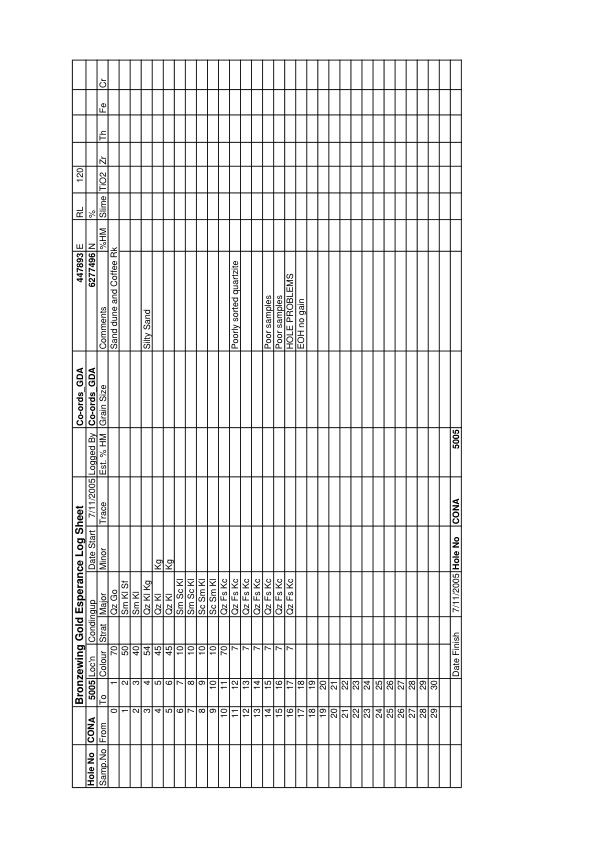 Bronzewing Gold Esperance Log Sheet Co-ords_GDA 447893 E RL 120
Hole No CONA 5005 Loc'n Condingup Date Start 7/11/2005 Logged By Co-ords_GDA 6277496 N %
Samp.No From To Colour Strat Major Minor Trace Est. % HM Grain Size Comments %HM Slime TiO2 Zr Th Fe Cr
0 1 70 Qz Go Sand dune and Coffee Rk
1 2 50 Sm Kl Sf
2 3 40 Sm Kl
3 4 54 Qz Kl Kg Silty Sand
4 5 45 Qz Kl Kg
5 6 45 Qz Kl Kg
6 7 10 Sm Sc Kl
7 8 10 Sm Sc Kl
8 9 10 Sc Sm Kl
9 10 10 Sc Sm Kl
10 11 70 Qz Fs Kc
11 12 7 Qz Fs Kc Poorly sorted quartzite
12 13 7 Qz Fs Kc
13 14 7 Qz Fs Kc
14 15 7 Qz Fs Kc Poor samples
15 16 7 Qz Fs Kc Poor samples
16 17 7 Qz Fs Kc HOLE PROBLEMS
17 18 EOH no gain
18 19
19 20
20 21
21 22
22 23
23 24
24 25
25 26
26 27
27 28
28 29
29 30
Date Finish 7/11/2005 Hole No CONA 5005